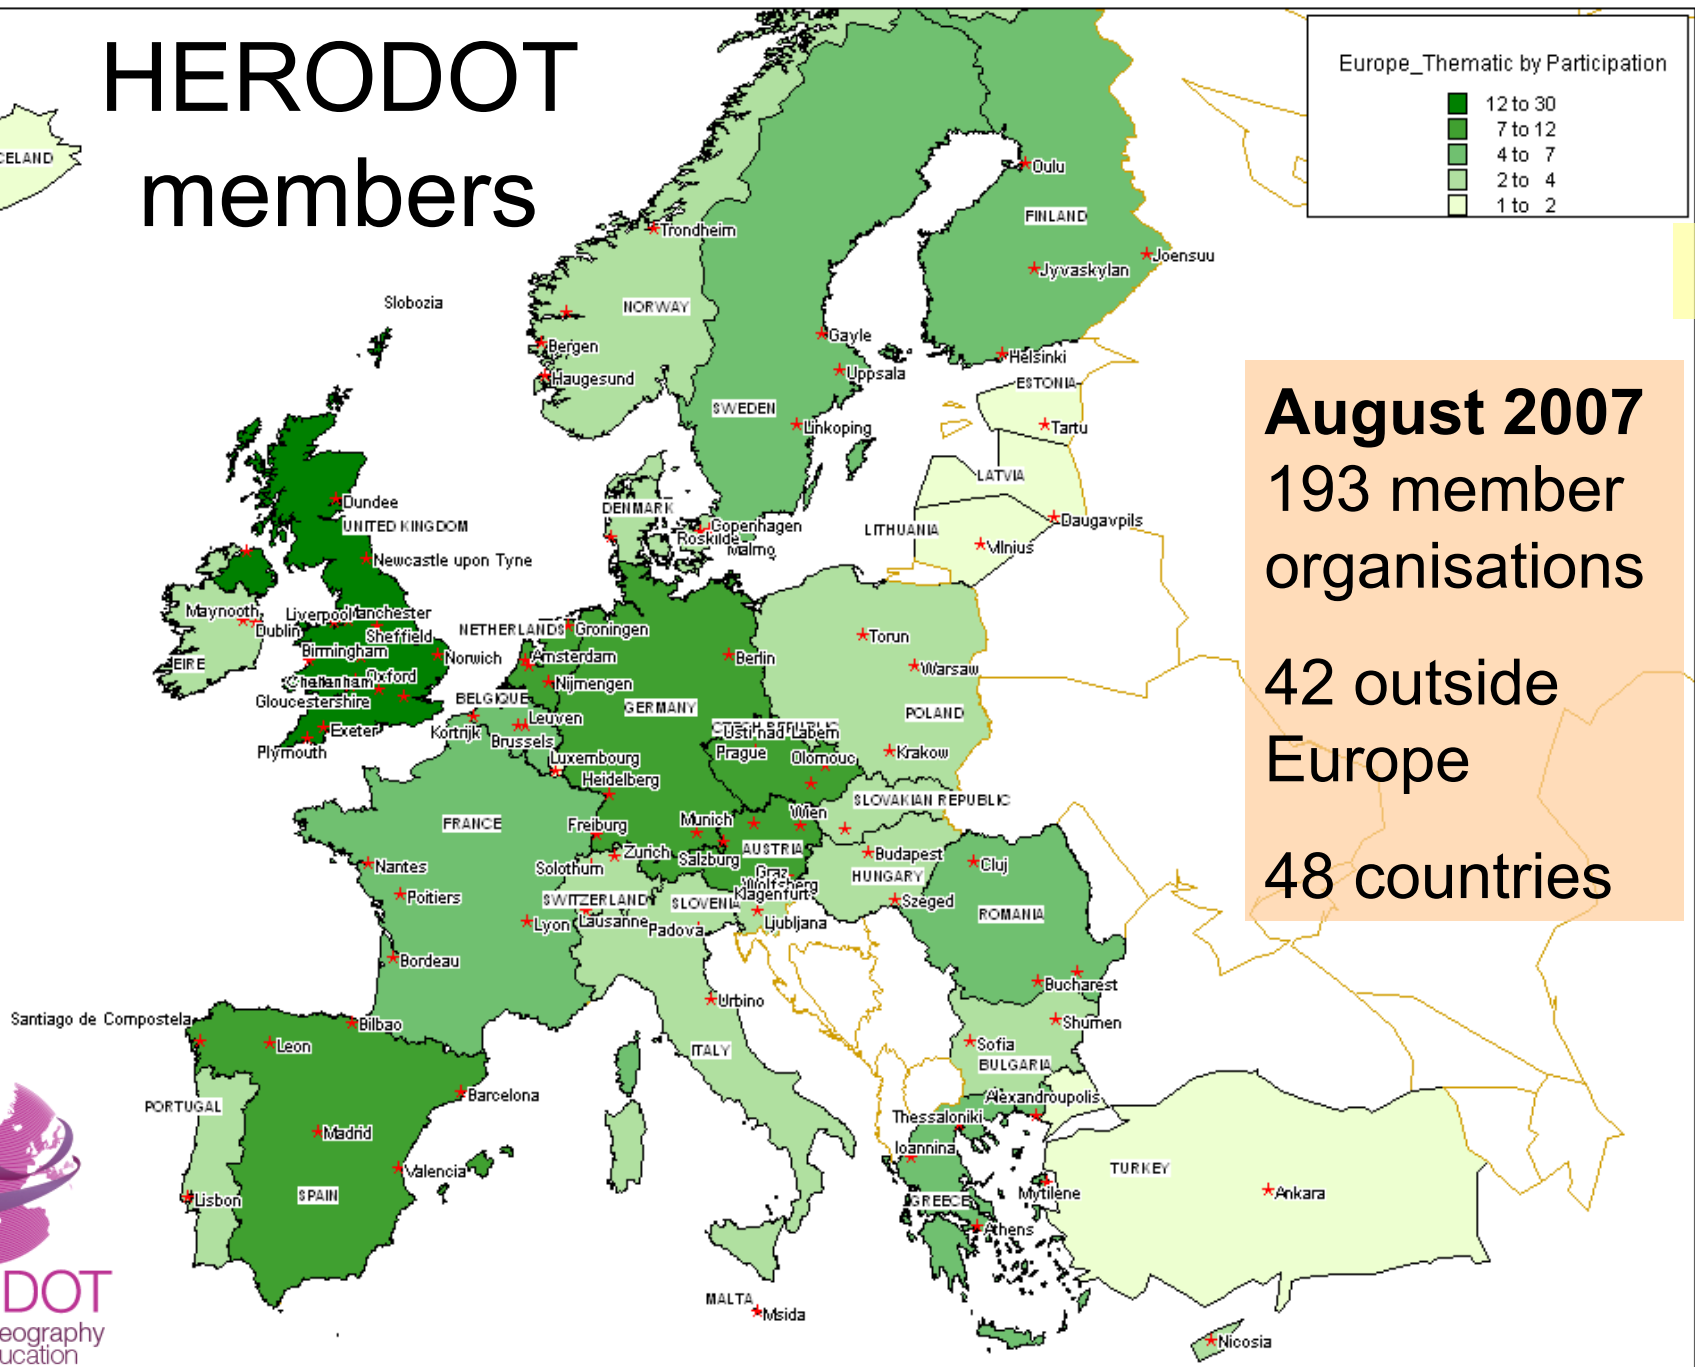 HERODOT
members
Europe_Thematic by Participation
12 to 30
7 to 12
4 to 7
2 to 4
1 to 2
August 2007
193 member
organisations
42 outside
Europe
48 countries
CELAND
Slobozia
Oulu
FINLAND
Trondheim
Joensuu
Jyvaskylan
NORWAY
Gayle
Bergen
Helsinki
Haugesund
Uppsala
ESTONIA
SWEDEN
Linkoping
Tartu
LATVIA
Dundee
DENMARK
UNITED KINGDOM
Copenhagen
Daugavpils
LITHUANIA
Roskilde
Malmo
Vilnius
Newcastle upon Tyne
Maynooth
Liverpool
Manchester
Dublin
Sheffield
NETHERLANDS
Groningen
Torun
Birmingham
Norwich
Amsterdam
Berlin
EIRE
Warsaw
Oxford
Nijmengen
Gloucestershire
BELGIQUE
GERMANY
POLAND
Leuven
Exeter
Kortrijk
CZECH REPUBLIC
Usti nad Labem
Brussels
Plymouth
Prague
Olomouc
Krakow
Luxembourg
Heidelberg
SLOVAKIAN REPUBLIC
Wien
FRANCE
Freiburg
Munich
AUSTRIA
Zurich
Salzburg
Budapest
Cluj
Nantes
Solothurn
Graz
HUNGARY
Wolfsberg
Klagenfurt
Poitiers
SWITZERLAND
SLOVENIA
Szeged
ROMANIA
Lyon
Lausanne
Padova
Ljubljana
Bordeau
Bucharest
Urbino
Santiago de Compostela
Bilbao
Shumen
Leon
Sofia
ITALY
BULGARIA
Barcelona
Alexandroupolis
PORTUGAL
Thessaloniki
Madrid
Ioannina
Valencia
TURKEY
SPAIN
Mytilene
Ankara
Lisbon
GREECE
Athens
MALTA
Msida
Nicosia
DOT
eography
ucation